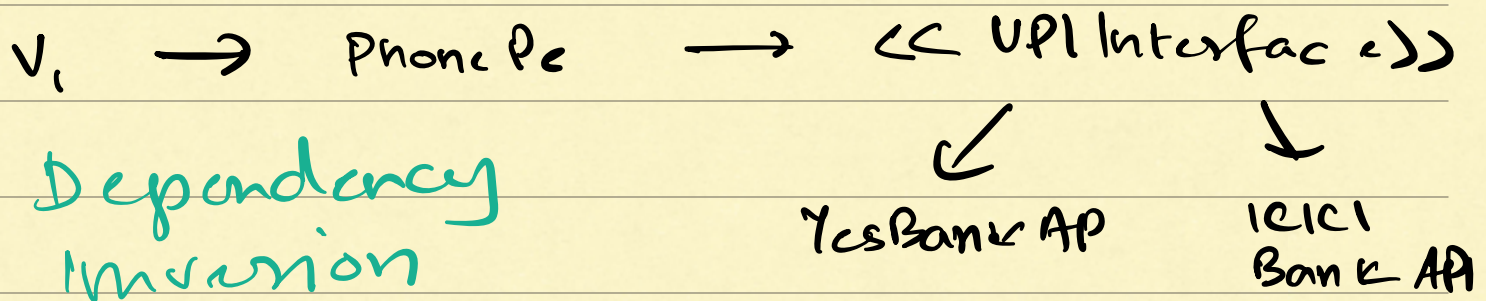 V₁ → PhonePe → << UPI Interface >>
Dependency
Inversion
YesBank AP
ICICI
Bank API